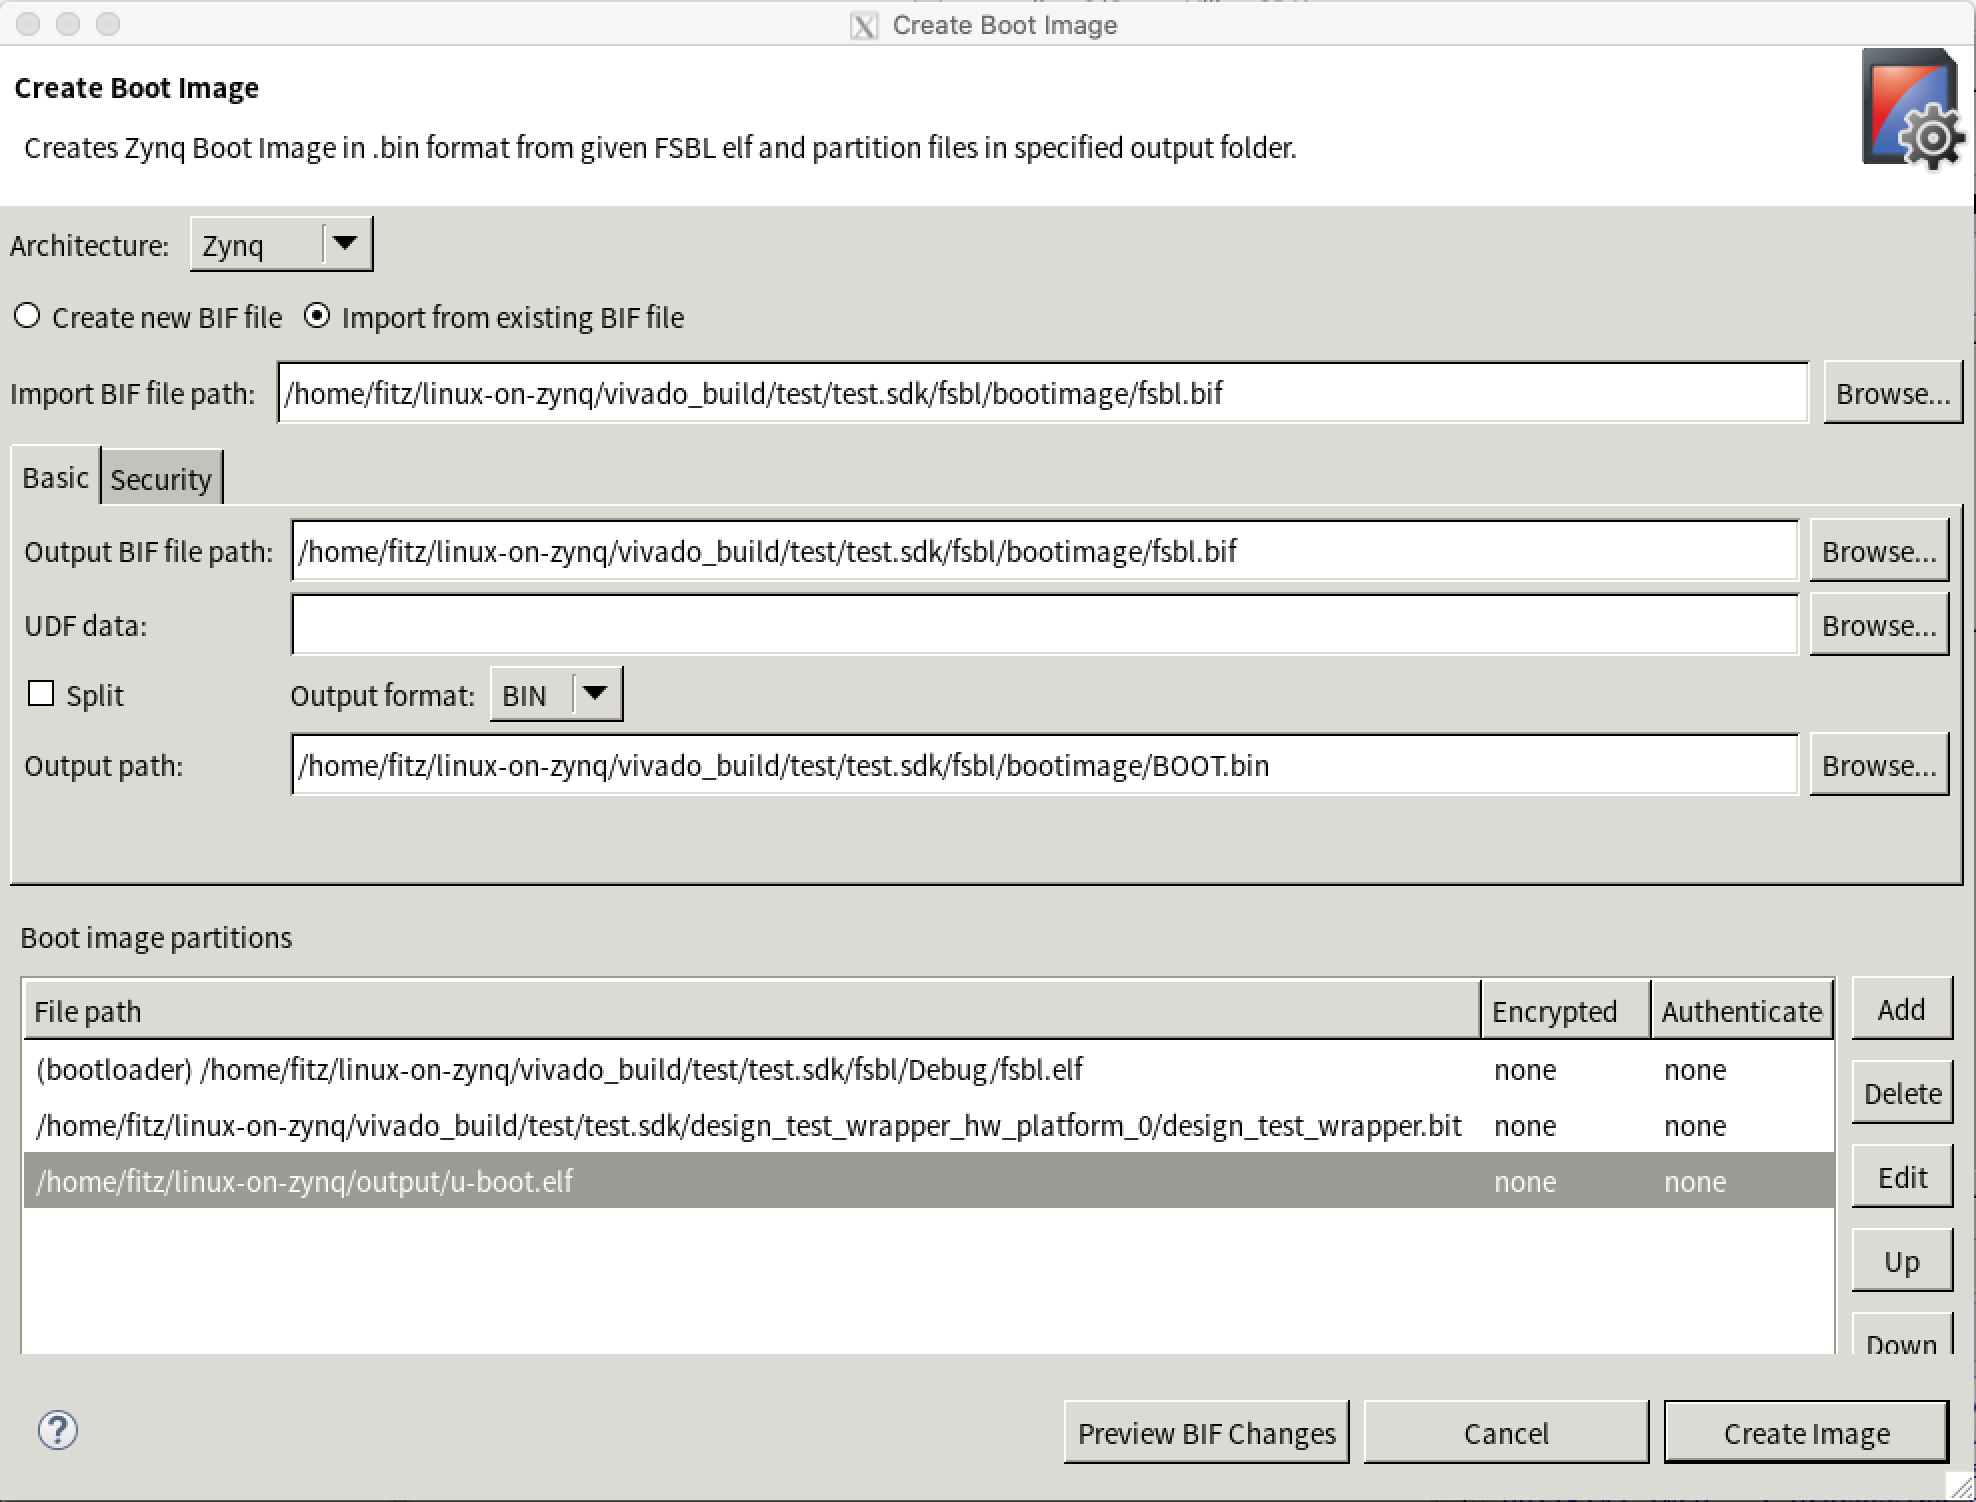 Create Boot Image
Create Boot Image
Creates Zynq Boot Image in .bin format from given FSBL elf and partition files in specified output folder.
Architecture: Zynq
Create new BIF file Import from existing BIF file
Import BIF file path: /home/fitz/linux-on-zynq/vivado_build/test/test.sdk/fsbl/bootimage/fsbl.bif Browse...
Basic Security
Output BIF file path: /home/fitz/linux-on-zynq/vivado_build/test/test.sdk/fsbl/bootimage/fsbl.bif Browse...
UDF data: Browse...
Split Output format: BIN
Output path: /home/fitz/linux-on-zynq/vivado_build/test/test.sdk/fsbl/bootimage/BOOT.bin Browse...
Boot image partitions
File path Encrypted Authenticate Add
(bootloader) /home/fitz/linux-on-zynq/vivado_build/test/test.sdk/fsbl/Debug/fsbl.elf none none
Delete
/home/fitz/linux-on-zynq/vivado_build/test/test.sdk/design_test_wrapper_hw_platform_0/design_test_wrapper.bit none none
/home/fitz/linux-on-zynq/output/u-boot.elf none none Edit
Up
Down
? Preview BIF Changes Cancel Create Image